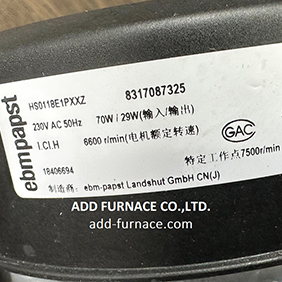 ebmpapst
HS0118E1PXXZ 8317087325
230V AC 50Hz 70W / 29W(输入/输出)
I.Cl.H 6600 r/min(电机额定转速)
GAC
18406694 特定工作点7500r/min
制造商: ebm-papst Landshut GmbH CN(J)
ADD FURNACE CO.,LTD.
add-furnace.com